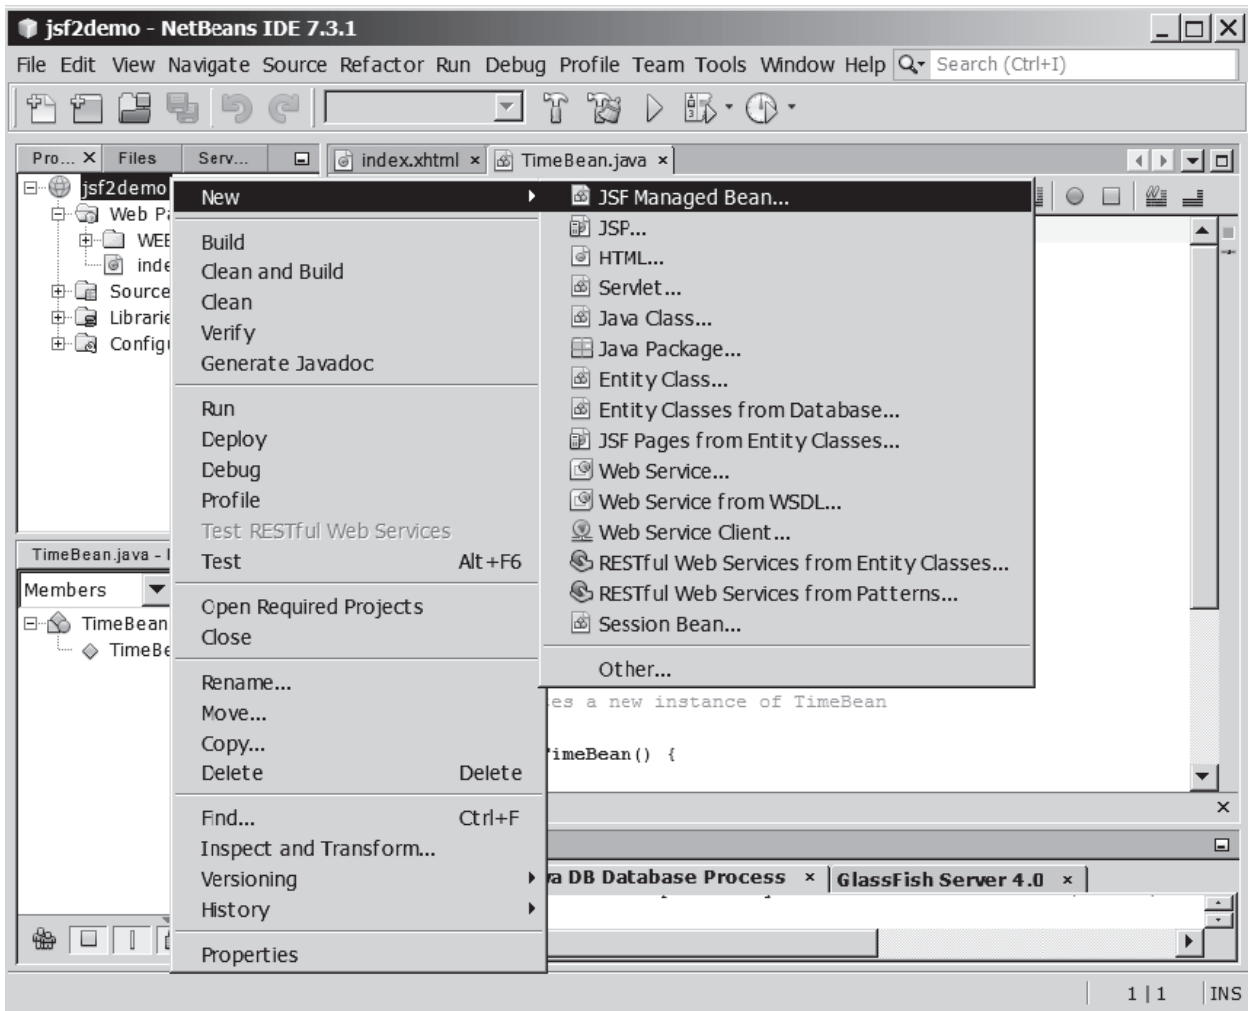 jsf2demo - NetBeans IDE 7.3.1
File Edit View Navigate Source Refactor Run Debug Profile Team Tools Window Help Search (Ctrl+I)
Pro... Files Serv...
index.xhtml TimeBean.java
jsf2demo
Web Pa
WEB
inde
Source
Librarie
Config
New
Build
Clean and Build
Clean
Verify
Generate Javadoc
Run
Deploy
Debug
Profile
Test RESTful Web Services
Test Alt+F6
Open Required Projects
Close
Rename...
Move...
Copy...
Delete Delete
Find... Ctrl+F
Inspect and Transform...
Versioning
History
Properties
JSF Managed Bean...
JSP...
HTML...
Servlet...
Java Class...
Java Package...
Entity Class...
Entity Classes from Database...
JSF Pages from Entity Classes...
Web Service...
Web Service from WSDL...
Web Service Client...
RESTful Web Services from Entity Classes...
RESTful Web Services from Patterns...
Session Bean...
Other...
es a new instance of TimeBean
TimeBean() {
TimeBean.java -
Members
TimeBean
TimeBe
va DB Database Process
GlassFish Server 4.0
1 | 1 INS